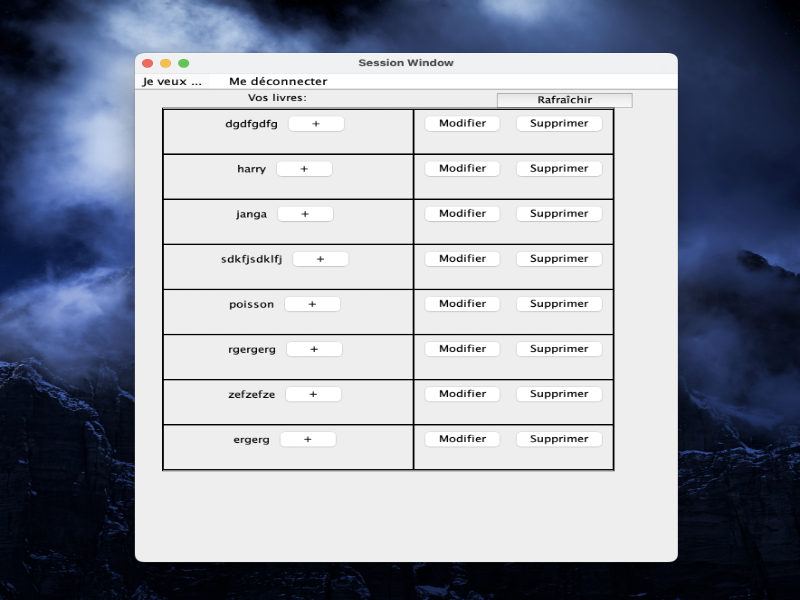 Session Window
Je veux ... Me déconnecter
Vos livres: Rafraîchir
dgdfgdfg + Modifier Supprimer
harry + Modifier Supprimer
janga + Modifier Supprimer
sdkfjsdklfj + Modifier Supprimer
poisson + Modifier Supprimer
rgergerg + Modifier Supprimer
zefzefze + Modifier Supprimer
ergerg + Modifier Supprimer